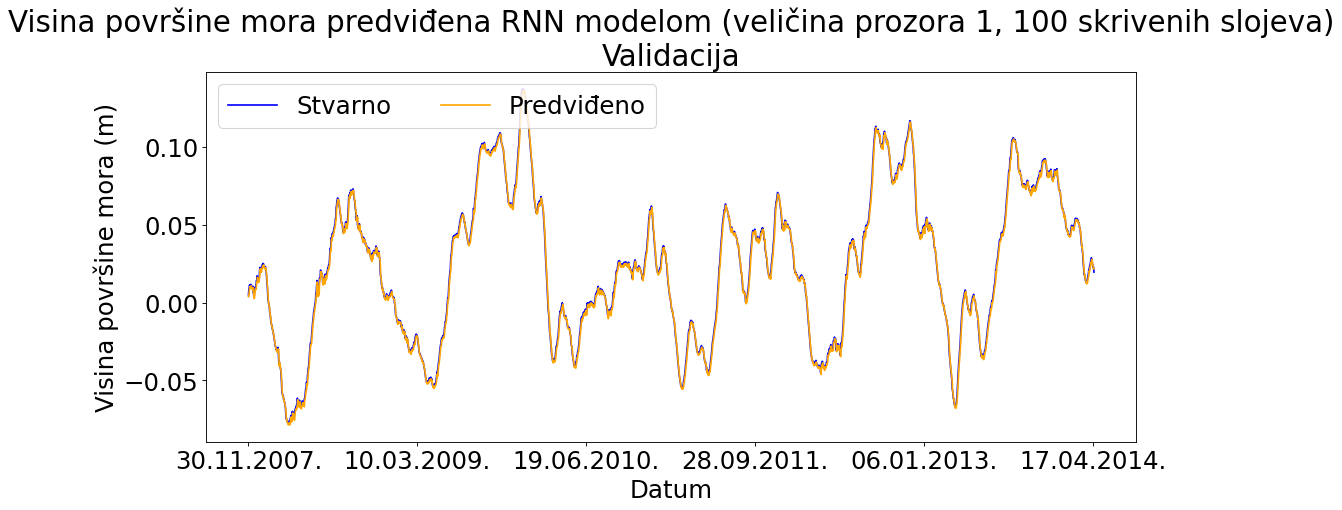 Visina površine mora predviđena RNN modelom (veličina prozora 1, 100 skrivenih slojeva)
Validacija
Stvarno Predviđeno
Visina površine mora (m)
0.10
0.05
0.00
−0.05
30.11.2007. 10.03.2009. 19.06.2010. 28.09.2011. 06.01.2013. 17.04.2014.
Datum